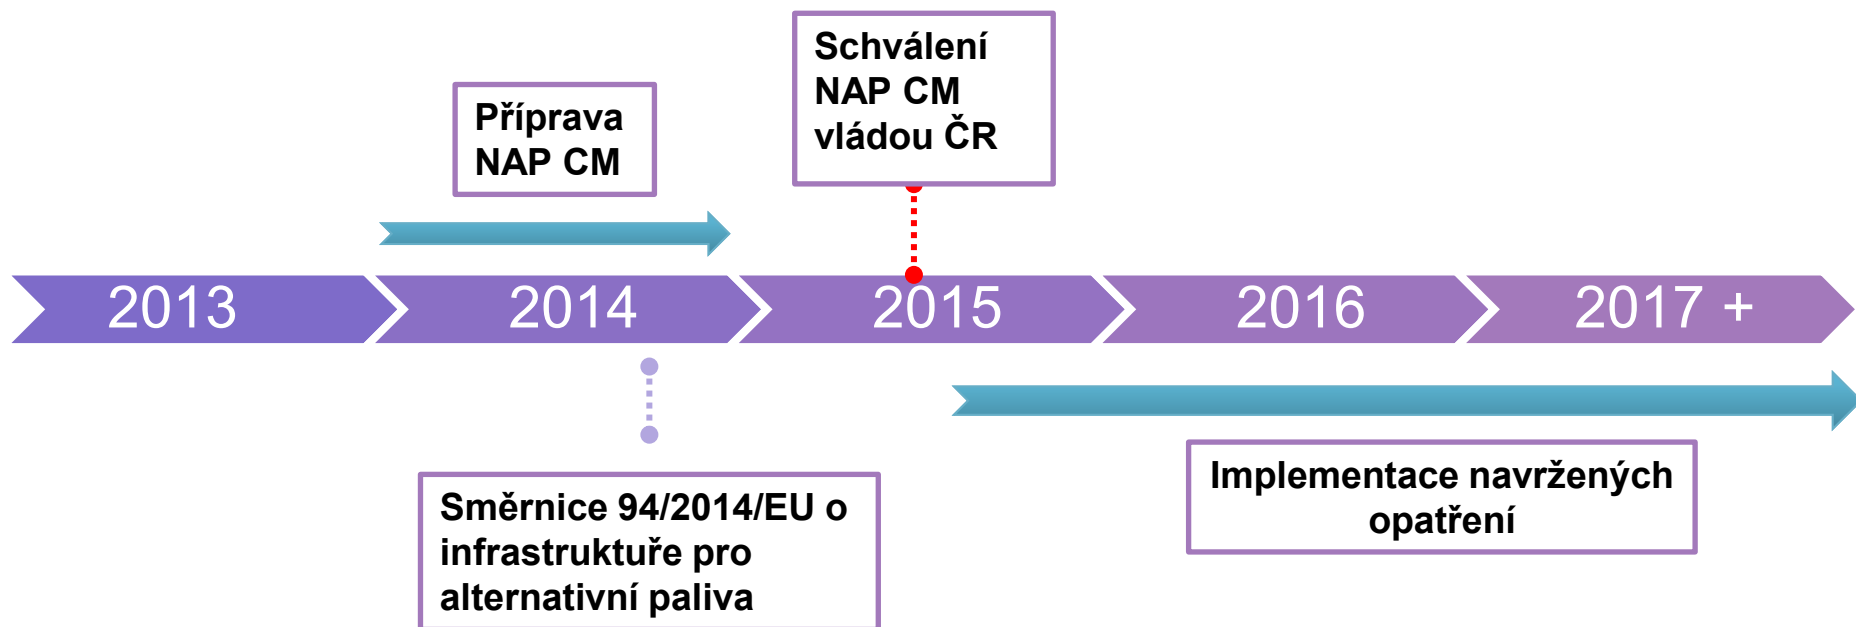 Schválení
NAP CM
vládou ČR
Příprava
NAP CM
2013
2014
2015
2016
2017 +
Směrnice 94/2014/EU o
infrastruktuře pro
alternativní paliva
Implementace navržených
opatření